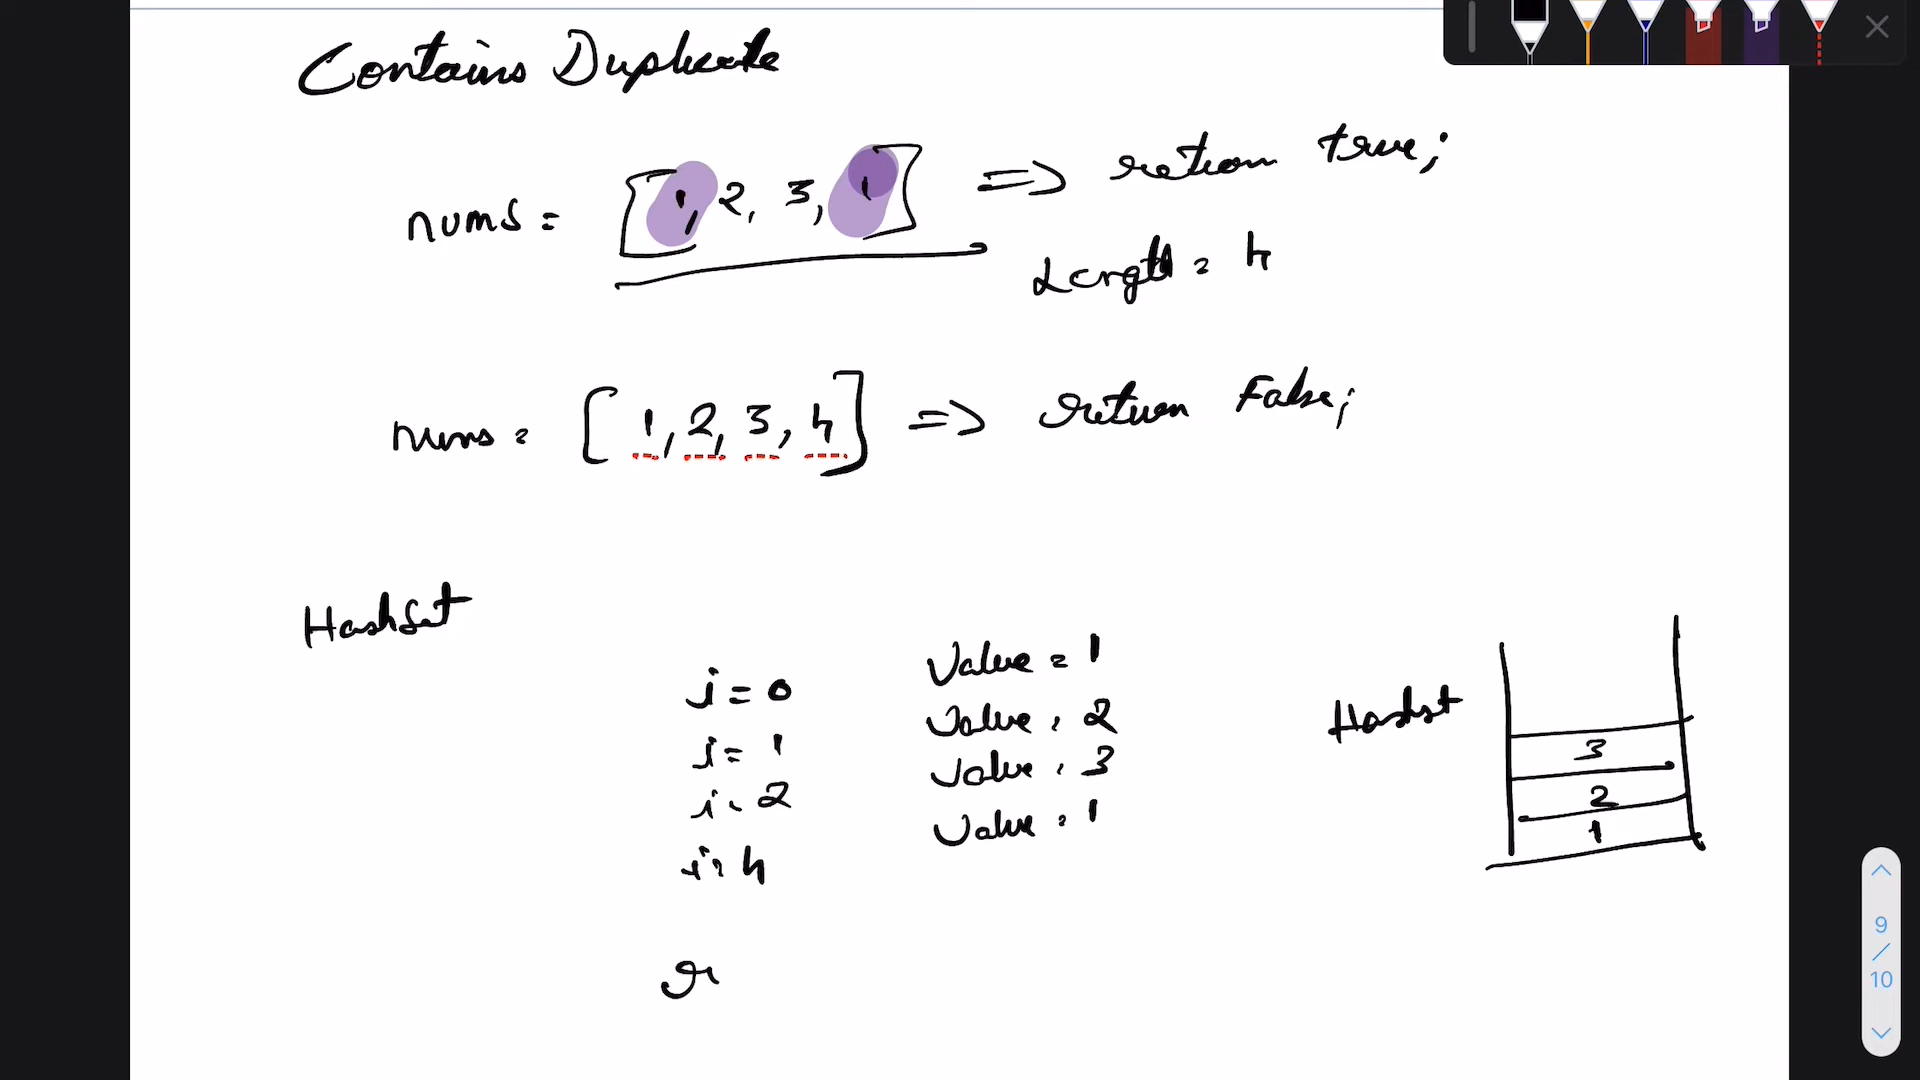 Contains Duplicate
nums = [1, 2, 3, 1] => return true;
Length = 4
nums = [1, 2, 3, 4] => return False;
HashSet
i = 0 Value = 1
i = 1 Value = 2
i = 2 Value = 3
i = 4 Value = 1
Hashst
3
2
1
r
9
/
10